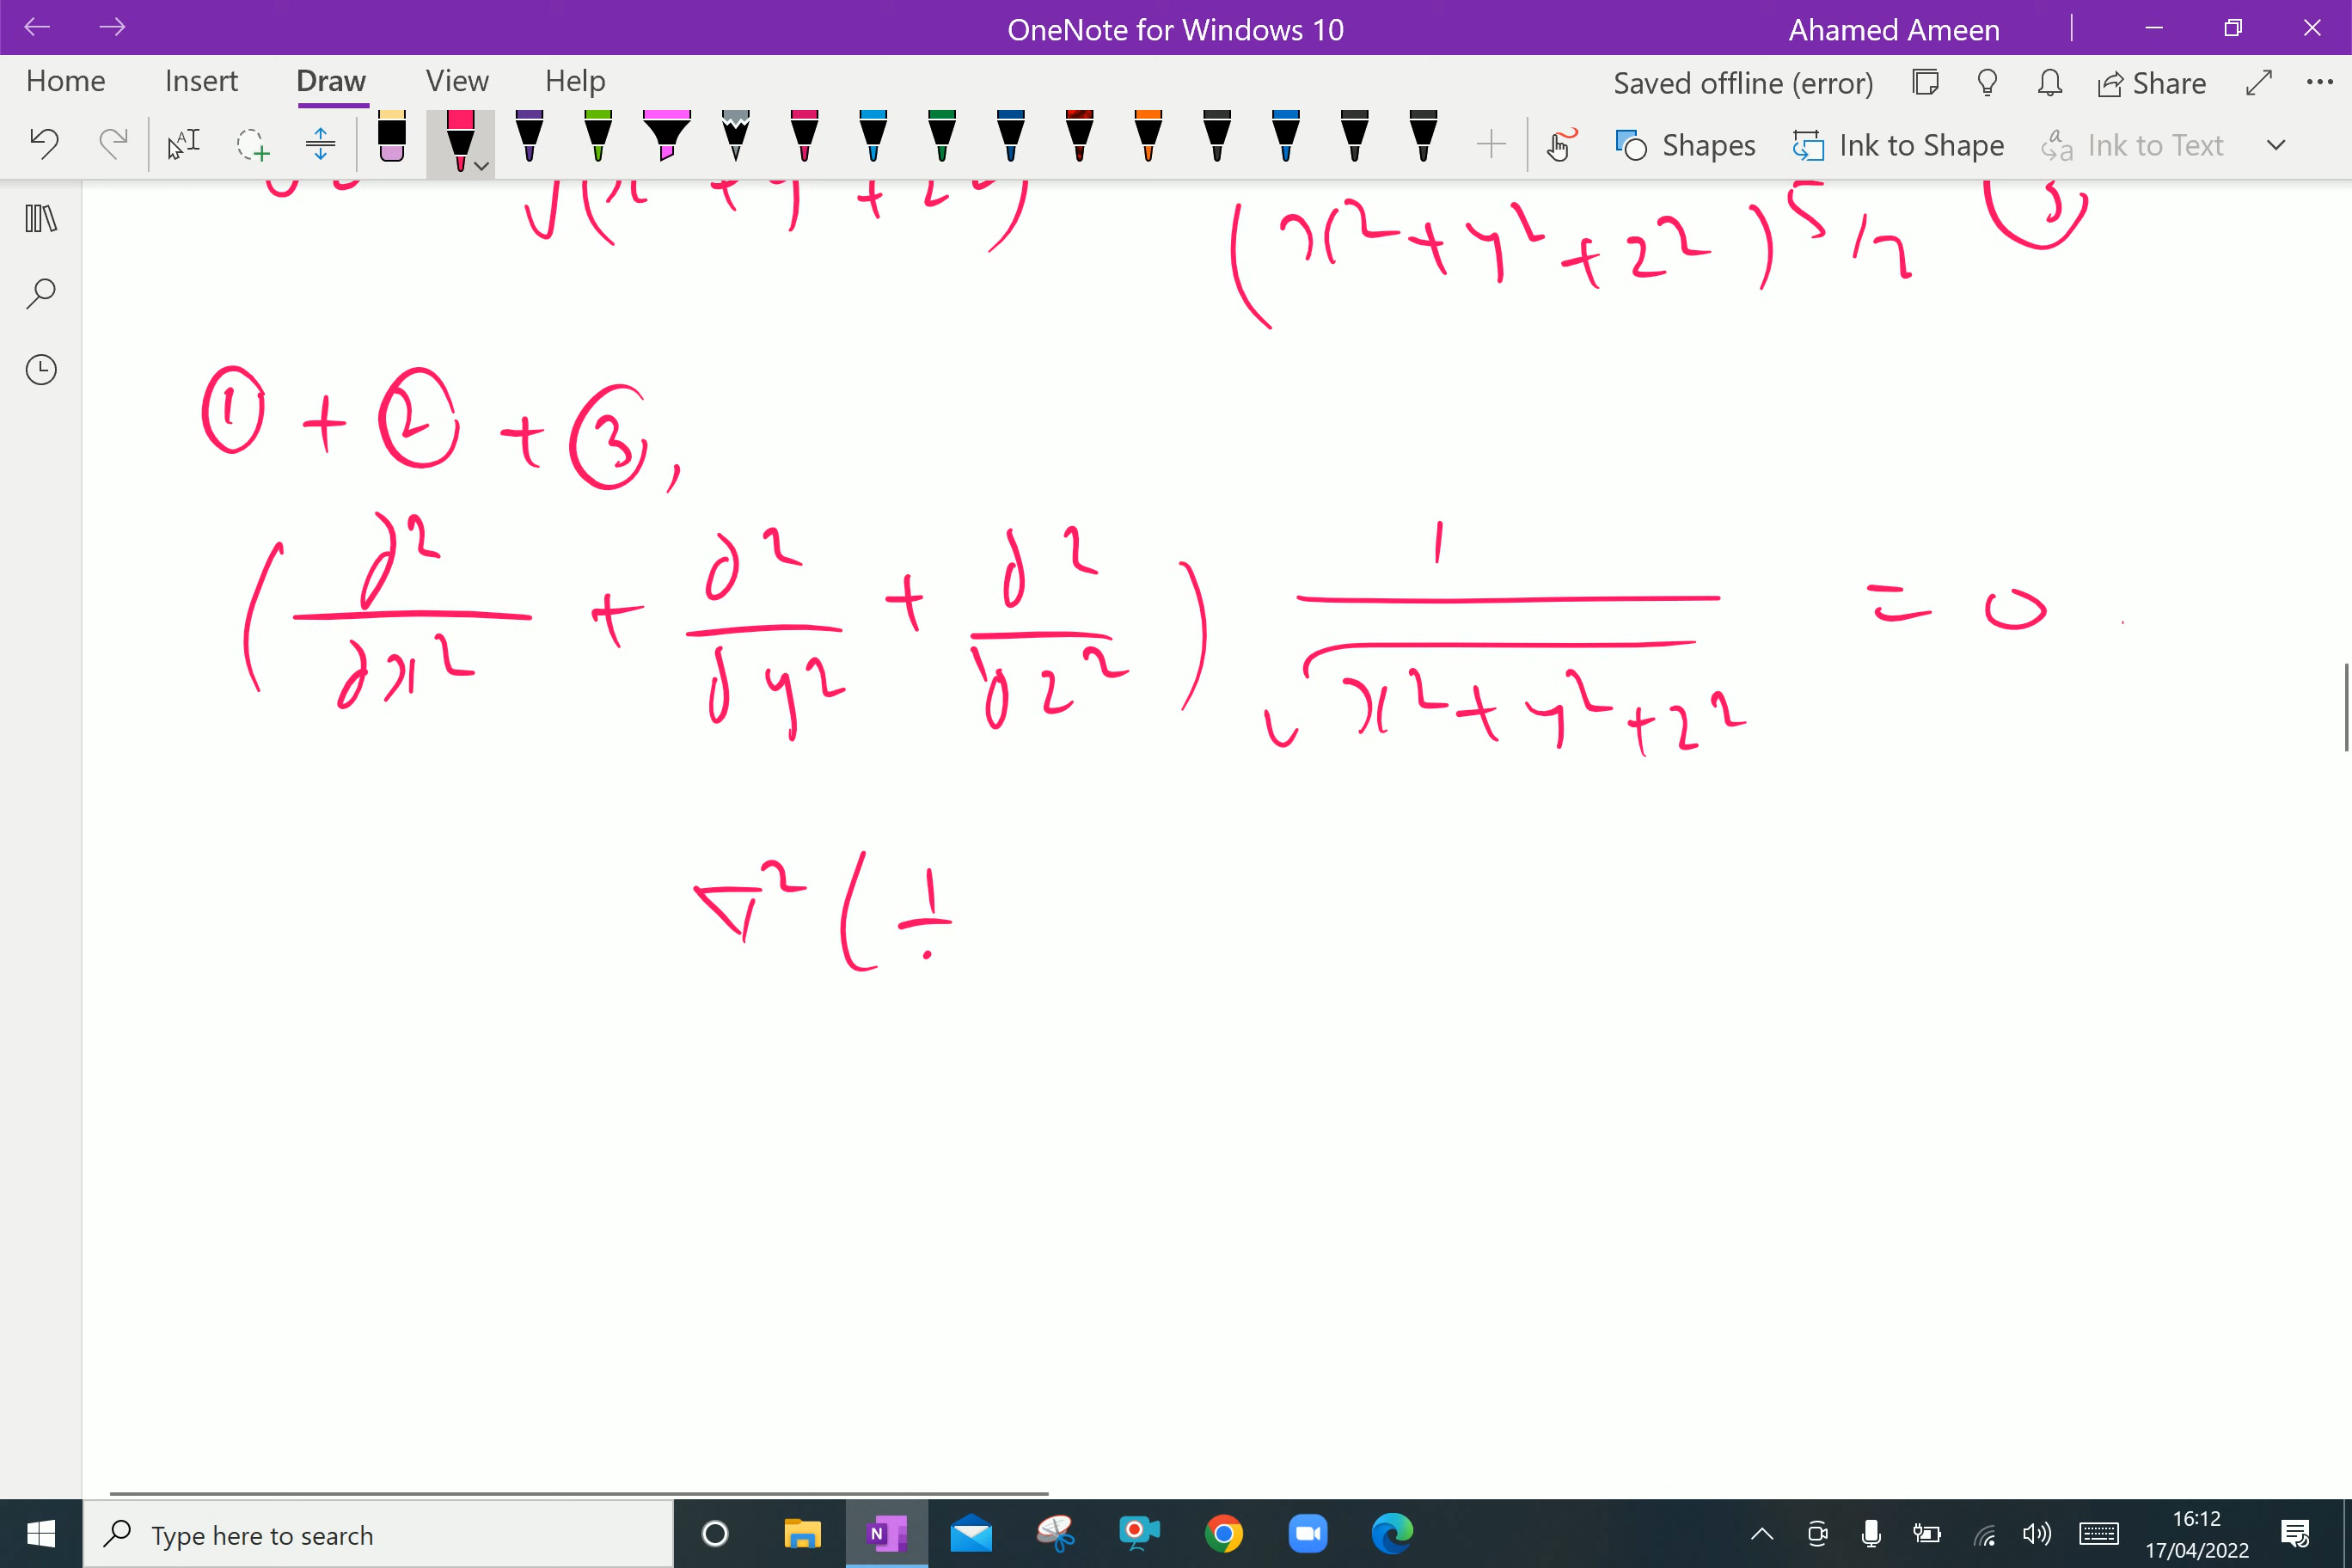 OneNote for Windows 10 Ahamed Ameen
Home Insert Draw View Help Saved offline (error) Share
Shapes Ink to Shape Ink to Text
√(x + y + z²)
(x² + y² + z²)^5/2 ③
① + ② + ③,
(∂²/∂x² + ∂²/∂y² + ∂²/∂z²) 1/√x² + y² + z² = 0
∇² (1/
Type here to search
16:12
17/04/2022